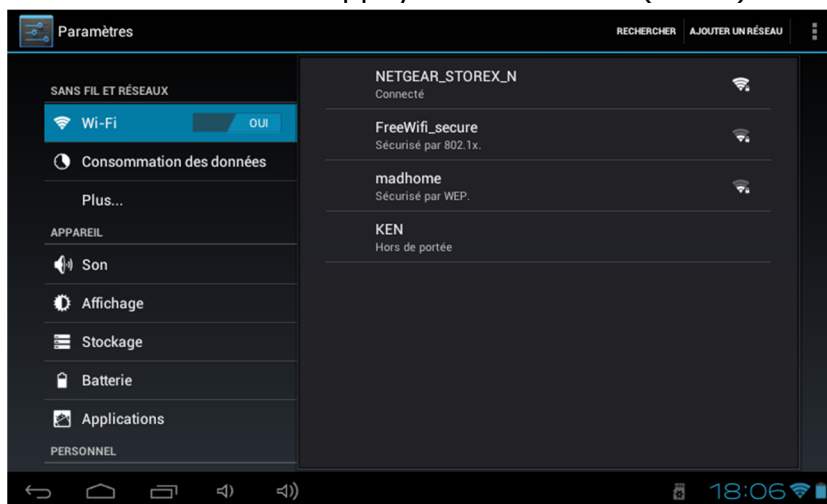 Paramètres
RECHERCHER AJOUTER UN RÉSEAU
SANS FIL ET RÉSEAUX
Wi-Fi OUI
Consommation des données
Plus...
APPAREIL
Son
Affichage
Stockage
Batterie
Applications
PERSONNEL
NETGEAR_STOREX_N
Connecté
FreeWifi_secure
Sécurisé par 802.1x.
madhome
Sécurisé par WEP.
KEN
Hors de portée
18:06